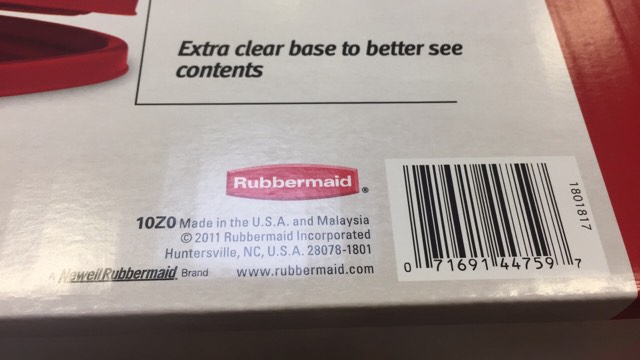 Extra clear base to better see
contents
Rubbermaid®
10Z0 Made in the U.S.A. and Malaysia
© 2011 Rubbermaid Incorporated
Huntersville, NC, U.S.A. 28078-1801
A NewellRubbermaid Brand www.rubbermaid.com
1801817
0 71691 44759 7